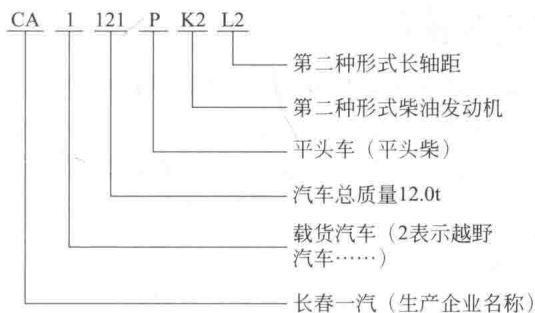 CA 1 121 P K2 L2
第二种形式长轴距
第二种形式柴油发动机
平头车（平头柴）
汽车总质量12.0t
载货汽车（2表示越野
汽车……）
长春一汽（生产企业名称）